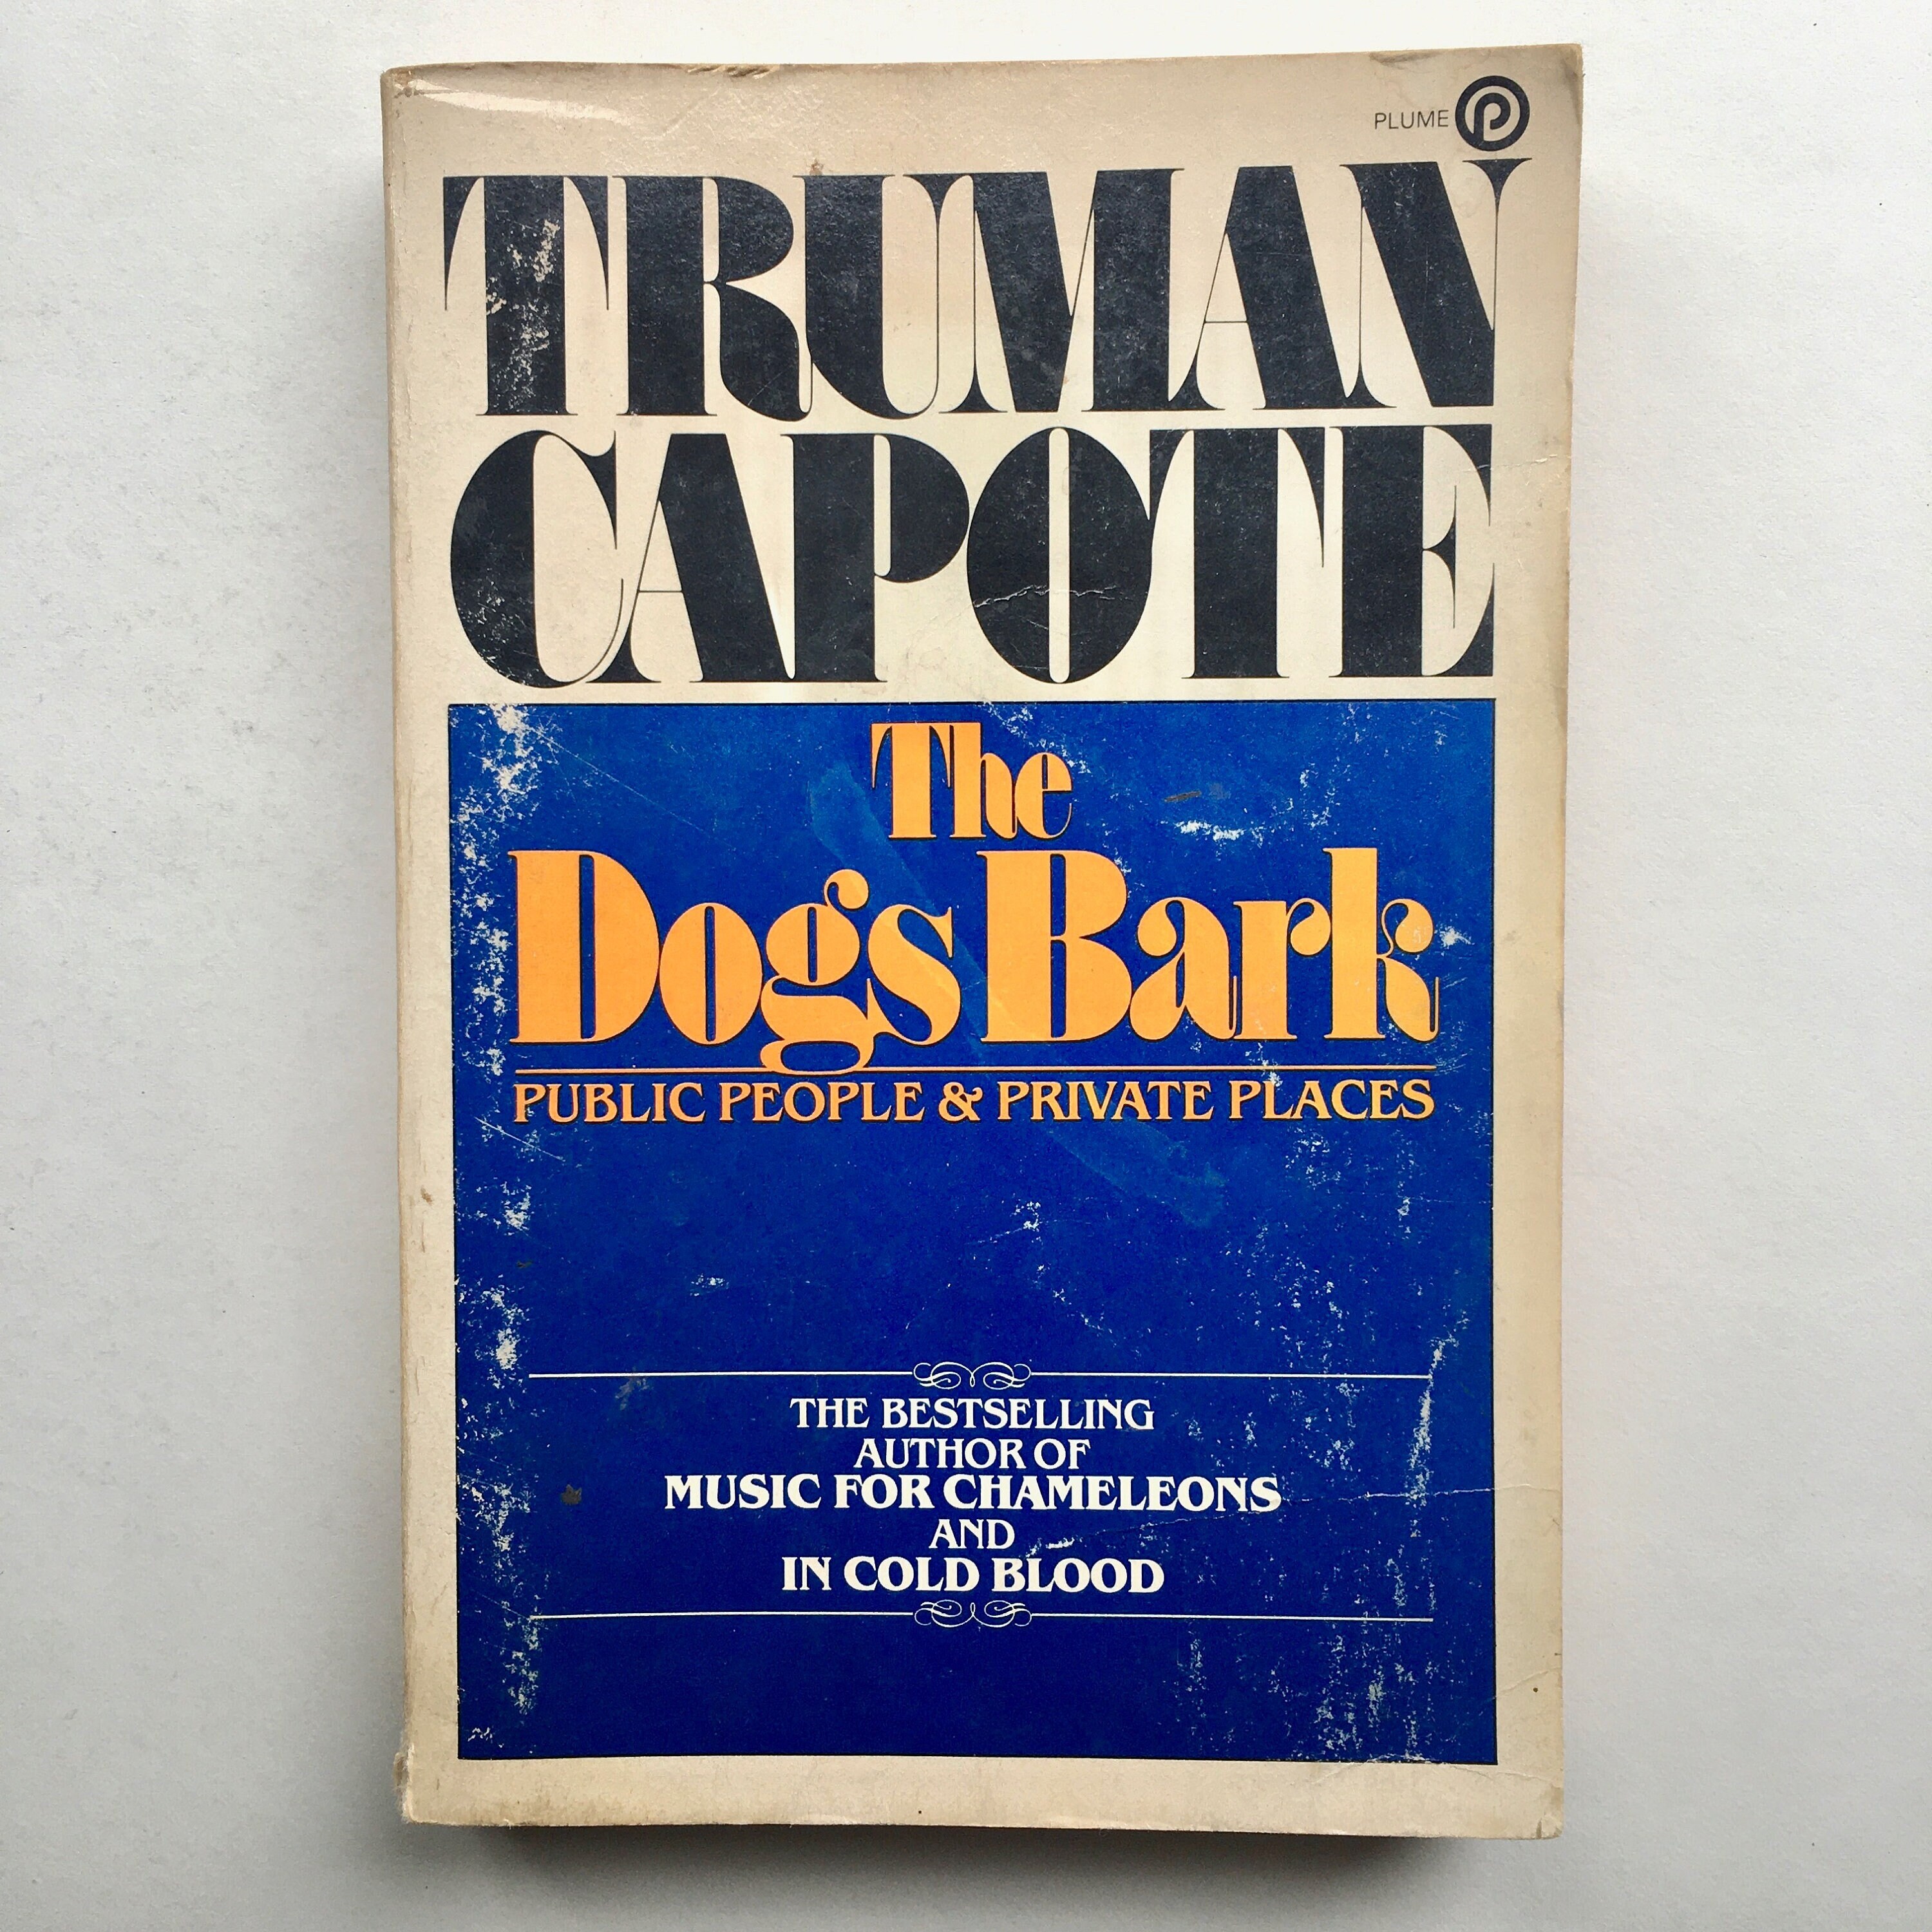 PLUME
TRUMAN
CAPOTE
The
Dogs Bark
PUBLIC PEOPLE & PRIVATE PLACES
THE BESTSELLING
AUTHOR OF
MUSIC FOR CHAMELEONS
AND
IN COLD BLOOD